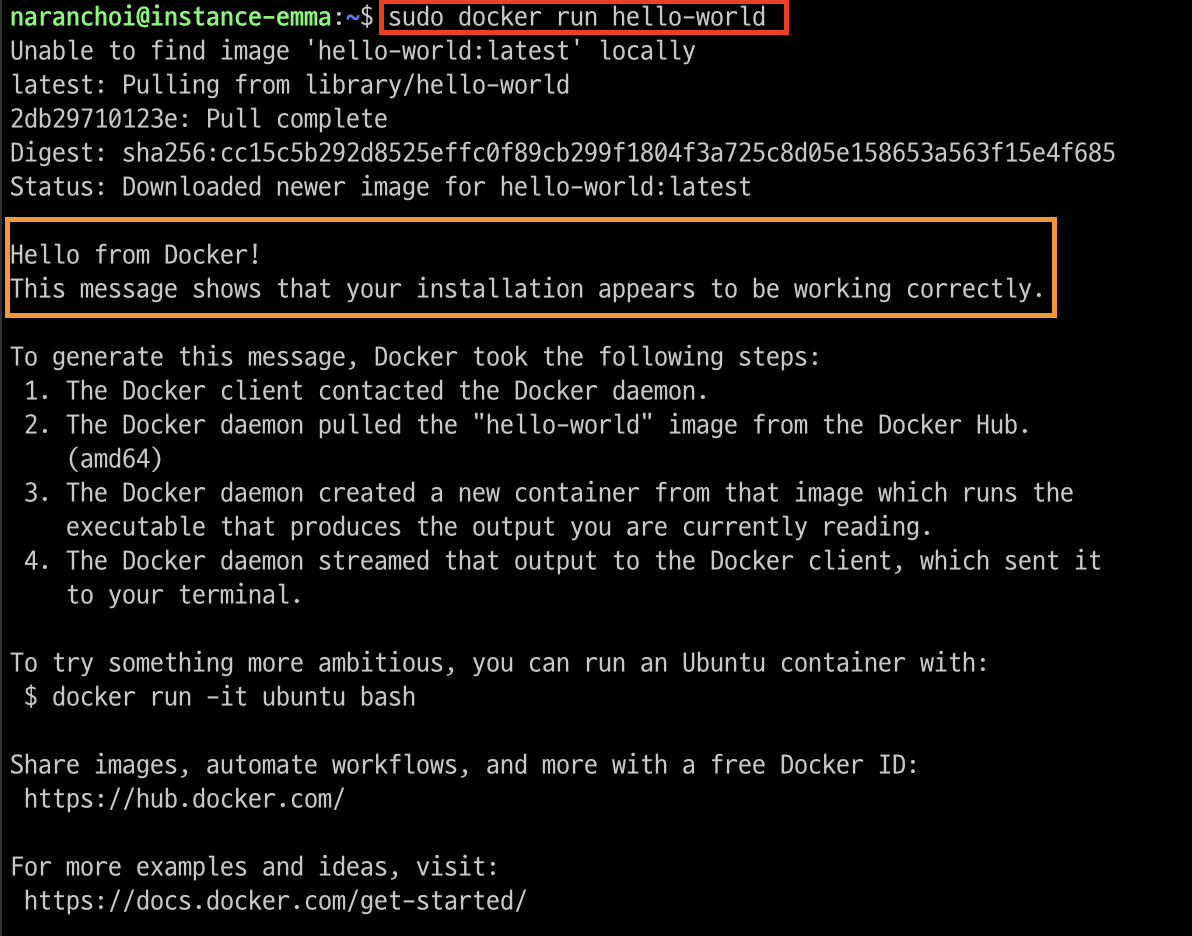 naranchoi@instance-emma:~$ sudo docker run hello-world
Unable to find image 'hello-world:latest' locally
latest: Pulling from library/hello-world
2db29710123e: Pull complete
Digest: sha256:cc15c5b292d8525effc0f89cb299f1804f3a725c8d05e158653a563f15e4f685
Status: Downloaded newer image for hello-world:latest

Hello from Docker!
This message shows that your installation appears to be working correctly.

To generate this message, Docker took the following steps:
 1. The Docker client contacted the Docker daemon.
 2. The Docker daemon pulled the "hello-world" image from the Docker Hub.
    (amd64)
 3. The Docker daemon created a new container from that image which runs the
    executable that produces the output you are currently reading.
 4. The Docker daemon streamed that output to the Docker client, which sent it
    to your terminal.

To try something more ambitious, you can run an Ubuntu container with:
 $ docker run -it ubuntu bash

Share images, automate workflows, and more with a free Docker ID:
 https://hub.docker.com/

For more examples and ideas, visit:
 https://docs.docker.com/get-started/